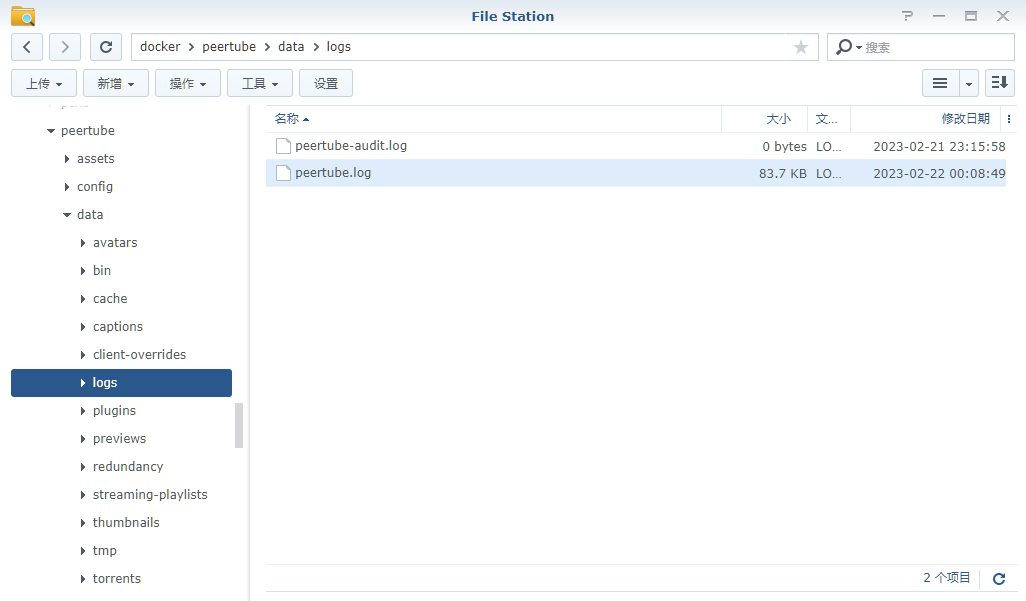 File Station
docker peertube data logs
搜索
上传 新增 操作 工具 设置
peertube
assets
config
data
avatars
bin
cache
captions
client-overrides
logs
plugins
previews
redundancy
streaming-playlists
thumbnails
tmp
torrents
名称 大小 文... 修改日期
peertube-audit.log 0 bytes LO... 2023-02-21 23:15:58
peertube.log 83.7 KB LO... 2023-02-22 00:08:49
2 个项目